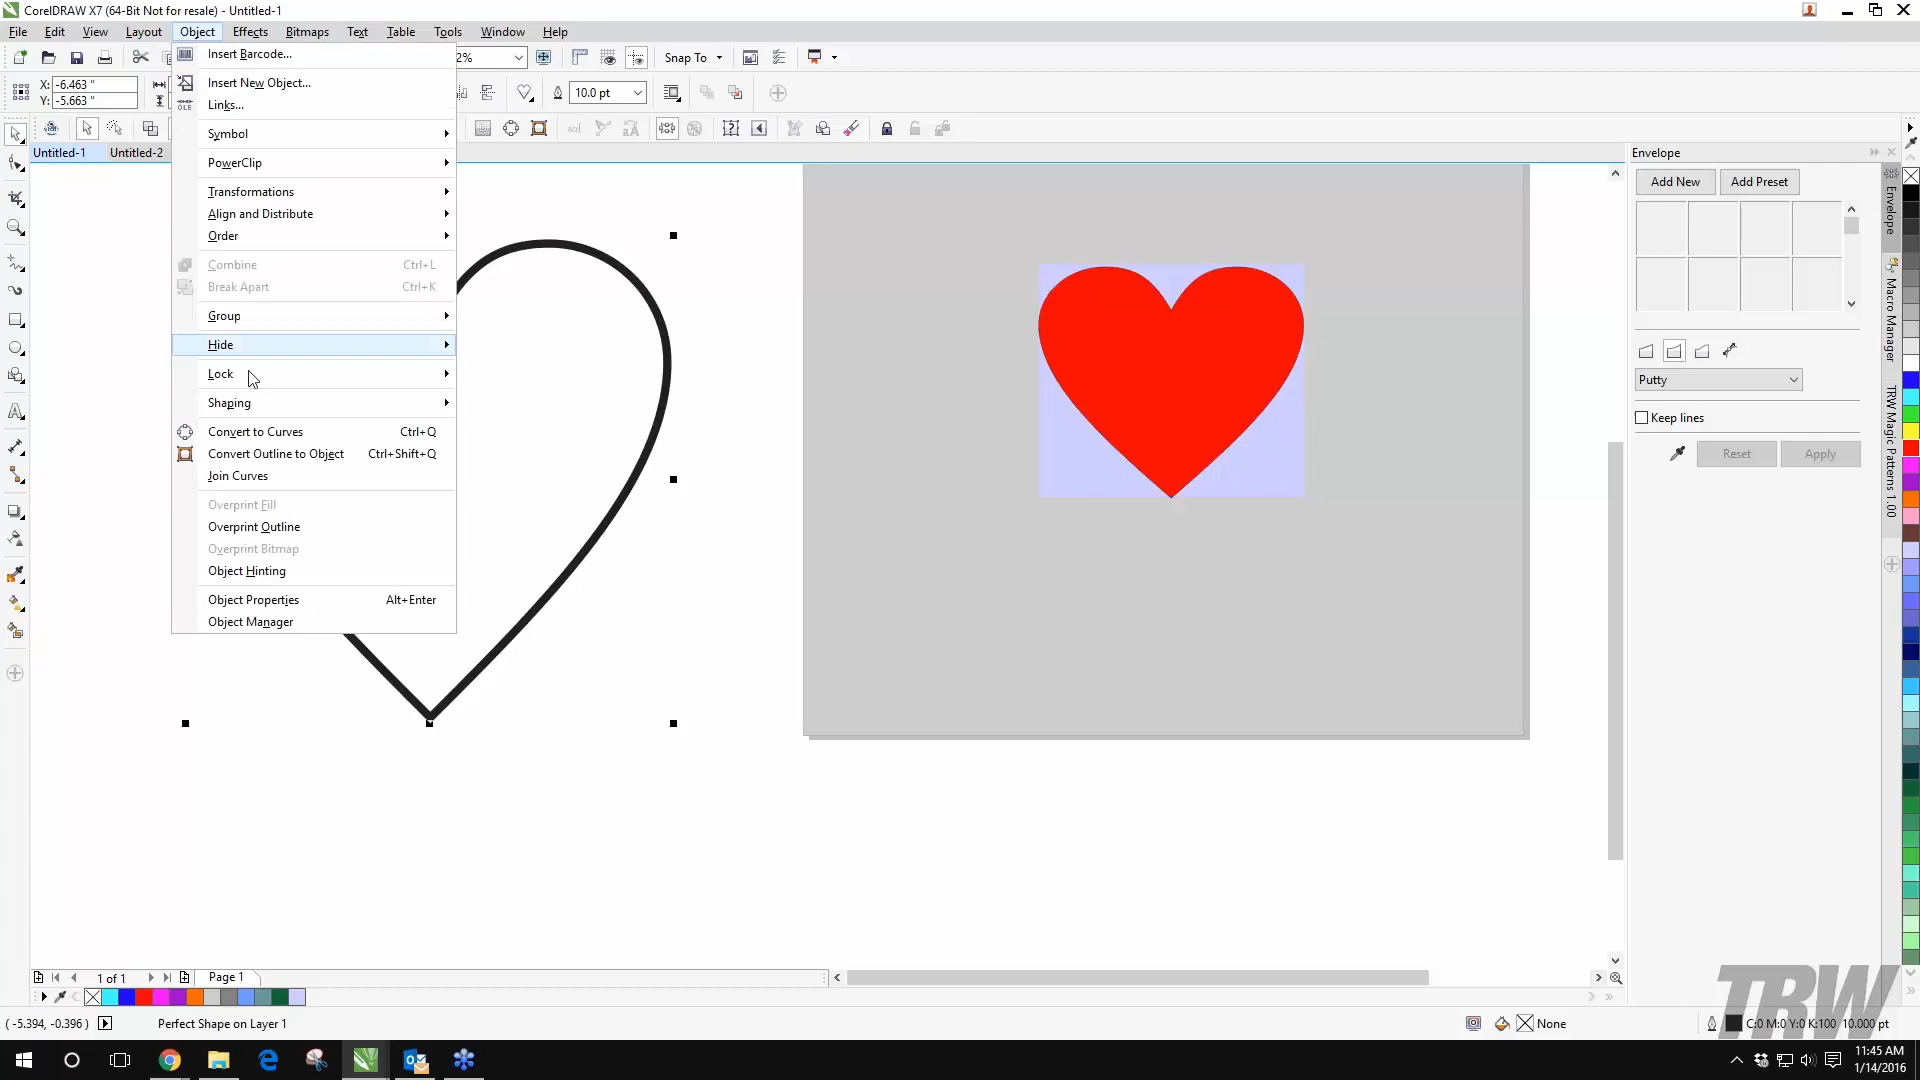 CorelDRAW X7 (64-Bit Not for resale) - Untitled-1
File Edit View Layout Object Effects Bitmaps Text Table Tools Window Help
2% Snap To
X: -6.463 "
Y: -5.663 "
10.0 pt
Untitled-1 Untitled-2
Insert Barcode...
Insert New Object...
OLE Links...
Symbol
PowerClip
Transformations
Align and Distribute
Order
Combine Ctrl+L
Break Apart Ctrl+K
Group
Hide
Lock
Shaping
Convert to Curves Ctrl+Q
Convert Outline to Object Ctrl+Shift+Q
Join Curves
Overprint Fill
Overprint Outline
Overprint Bitmap
Object Hinting
Object Properties Alt+Enter
Object Manager
Envelope
Add New Add Preset
Putty
Keep lines
Reset Apply
Envelope
Macro Manager
TRW Magic Patterns 1.00
1 of 1 Page 1
TRW
( -5.394, -0.396 ) Perfect Shape on Layer 1 None C:0 M:0 Y:0 K:100 10.000 pt
11:45 AM
1/14/2016